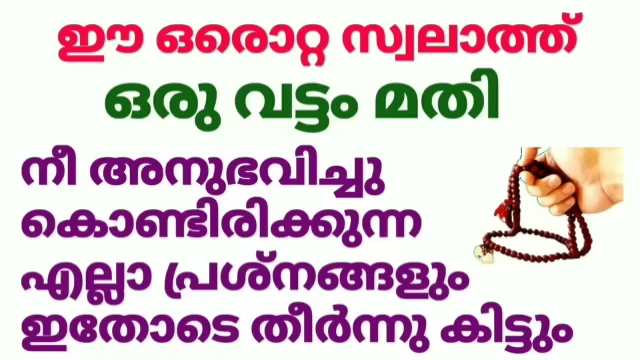 ഈ ഒരൊറ്റ സ്വലാത്ത്
ഒരു വട്ടം മതി
നീ അനുഭവിച്ചു
കൊണ്ടിരിക്കുന്ന
എല്ലാ പ്രശ്നങ്ങളും
ഇതോടെ തീർന്നു കിട്ടും